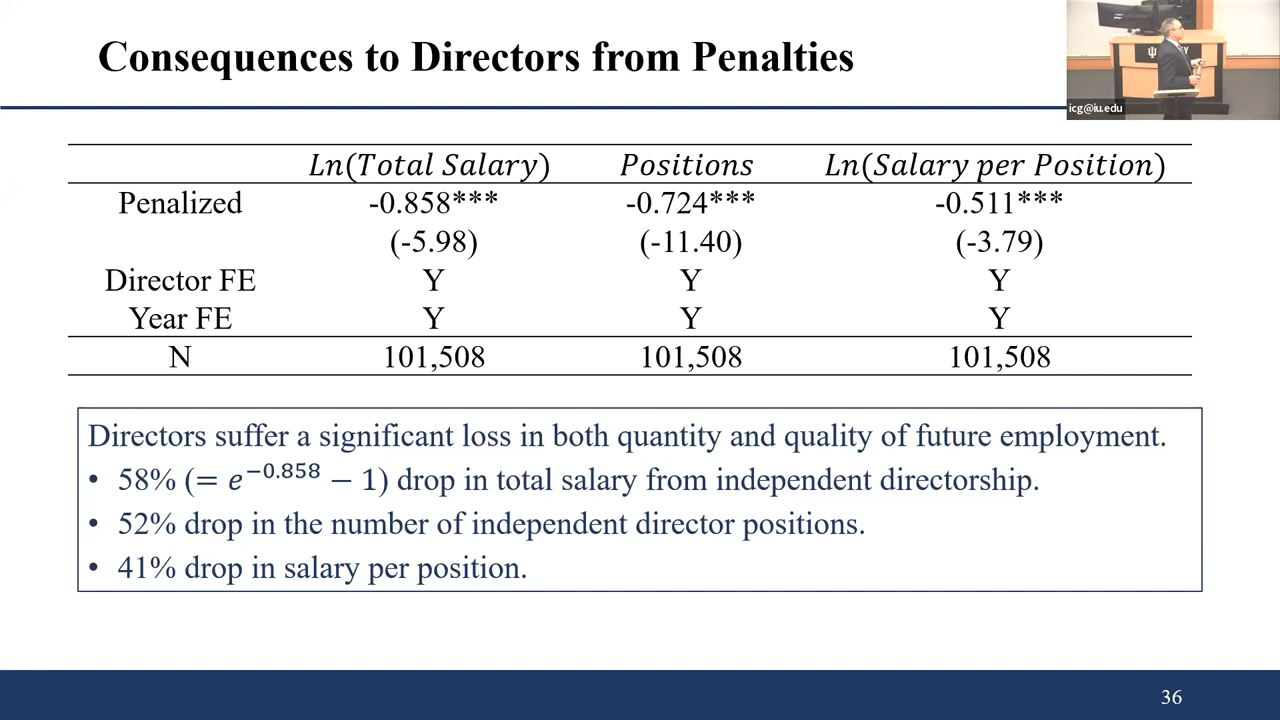 Consequences to Directors from Penalties
icg@iu.edu
Ln(Total Salary) Positions Ln(Salary per Position)
Penalized -0.858*** -0.724*** -0.511***
(-5.98) (-11.40) (-3.79)
Director FE Y Y Y
Year FE Y Y Y
N 101,508 101,508 101,508
Directors suffer a significant loss in both quantity and quality of future employment.
• 58% (= e^{−0.858} − 1) drop in total salary from independent directorship.
• 52% drop in the number of independent director positions.
• 41% drop in salary per position.
36